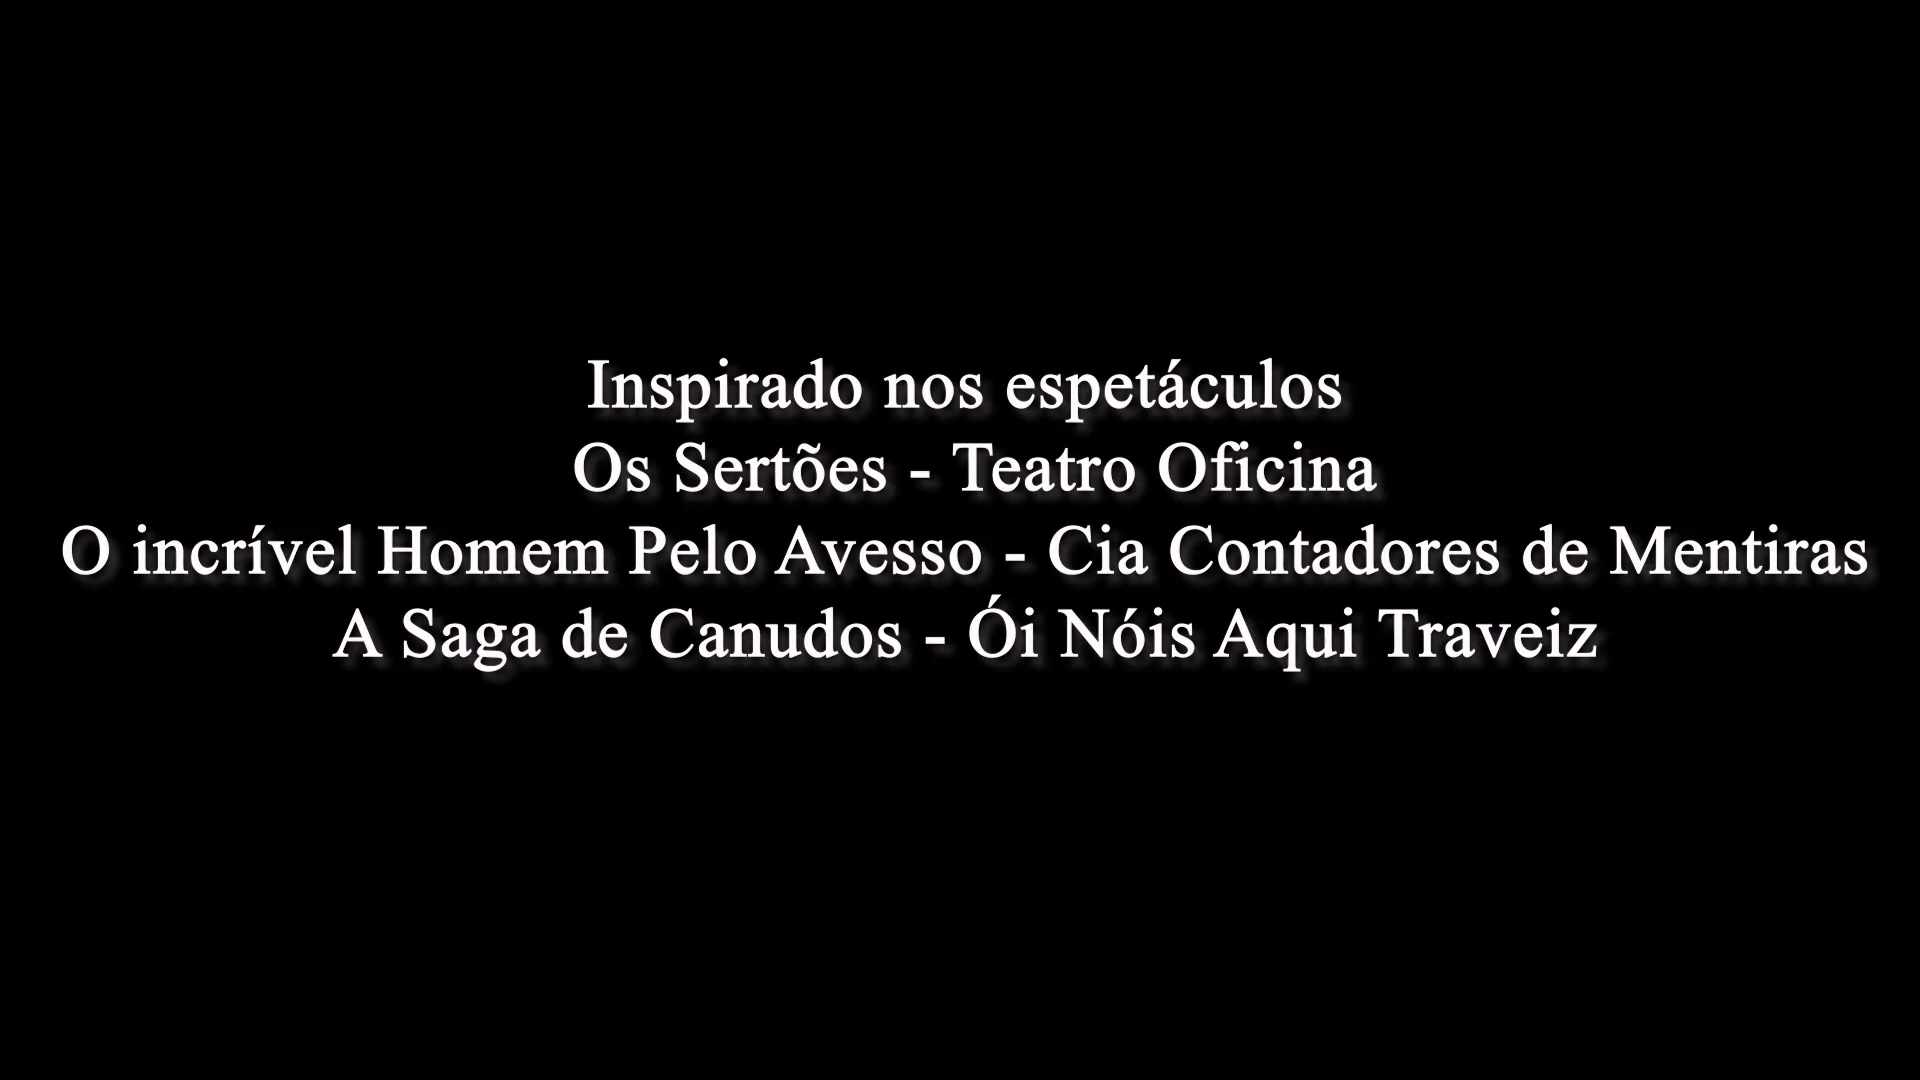 Inspirado nos espetáculos
Os Sertões - Teatro Oficina
O incrível Homem Pelo Avesso - Cia Contadores de Mentiras
A Saga de Canudos - Ói Nóis Aqui Traveiz